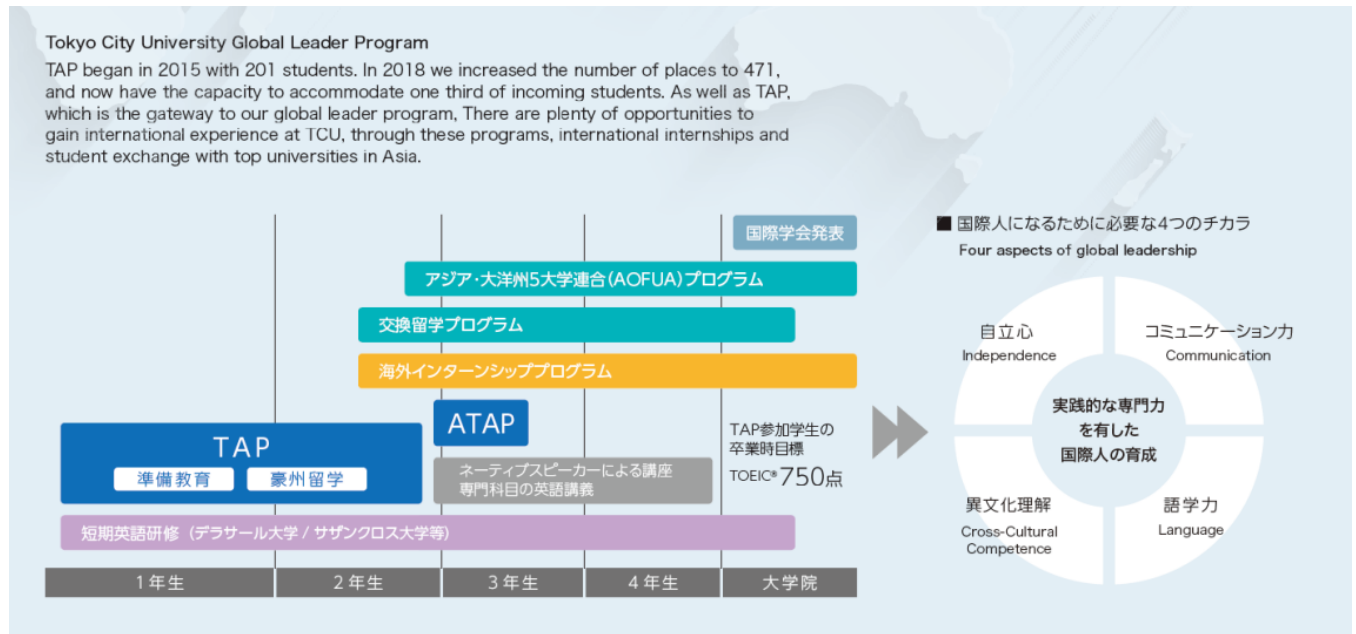 Tokyo City University Global Leader Program
TAP began in 2015 with 201 students. In 2018 we increased the number of places to 471,
and now have the capacity to accommodate one third of incoming students. As well as TAP,
which is the gateway to our global leader program, There are plenty of opportunities to
gain international experience at TCU, through these programs, international internships and
student exchange with top universities in Asia.
国際学会発表
アジア・大洋州5大学連合(AOFUA)プログラム
交換留学プログラム
海外インターンシッププログラム
TAP
準備教育
豪州留学
ATAP
ネーティブスピーカーによる講座
専門科目の英語講義
TAP参加学生の
卒業時目標
TOEIC®750点
短期英語研修（デラサール大学 / サザンクロス大学等）
1年生
2年生
3年生
4年生
大学院
■ 国際人になるために必要な4つのチカラ
Four aspects of global leadership
自立心
Independence
コミュニケーション力
Communication
実践的な専門力
を有した
国際人の育成
異文化理解
Cross-Cultural
Competence
語学力
Language